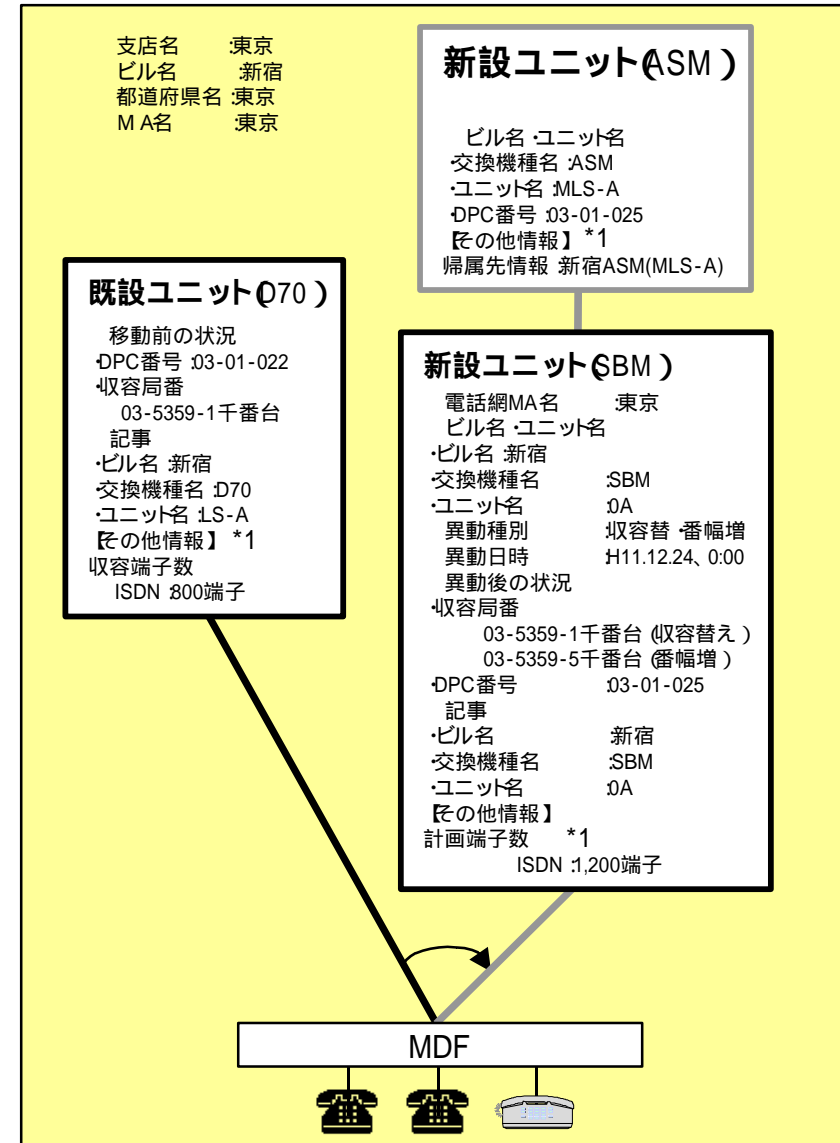 支店名 :東京
ビル名 :新宿
都道府県名 :東京
MA名 :東京
新設ユニット(ASM)
ビル名・ユニット名
・交換機種名 :ASM
・ユニット名 :MLS-A
・DPC番号 :03-01-025
【その他情報】 *1
帰属先情報 :新宿ASM(MLS-A)
既設ユニット(D70)
移動前の状況
・DPC番号 :03-01-022
・収容局番
03-5359-1千番台
記事
・ビル名 :新宿
・交換機種名 :D70
・ユニット名 :LS-A
【その他情報】 *1
収容端子数
ISDN :800端子
新設ユニット(SBM)
電話網MA名 :東京
ビル名・ユニット名
・ビル名 :新宿
・交換機種名 :SBM
・ユニット名 :0A
異動種別 :収容替・番幅増
異動日時 :H11.12.24、0:00
異動後の状況
・収容局番
03-5359-1千番台(収容替え)
03-5359-5千番台(番幅増)
・DPC番号 :03-01-025
記事
・ビル名 :新宿
・交換機種名 :SBM
・ユニット名 :0A
【その他情報】
計画端子数 *1
ISDN :1,200端子
MDF